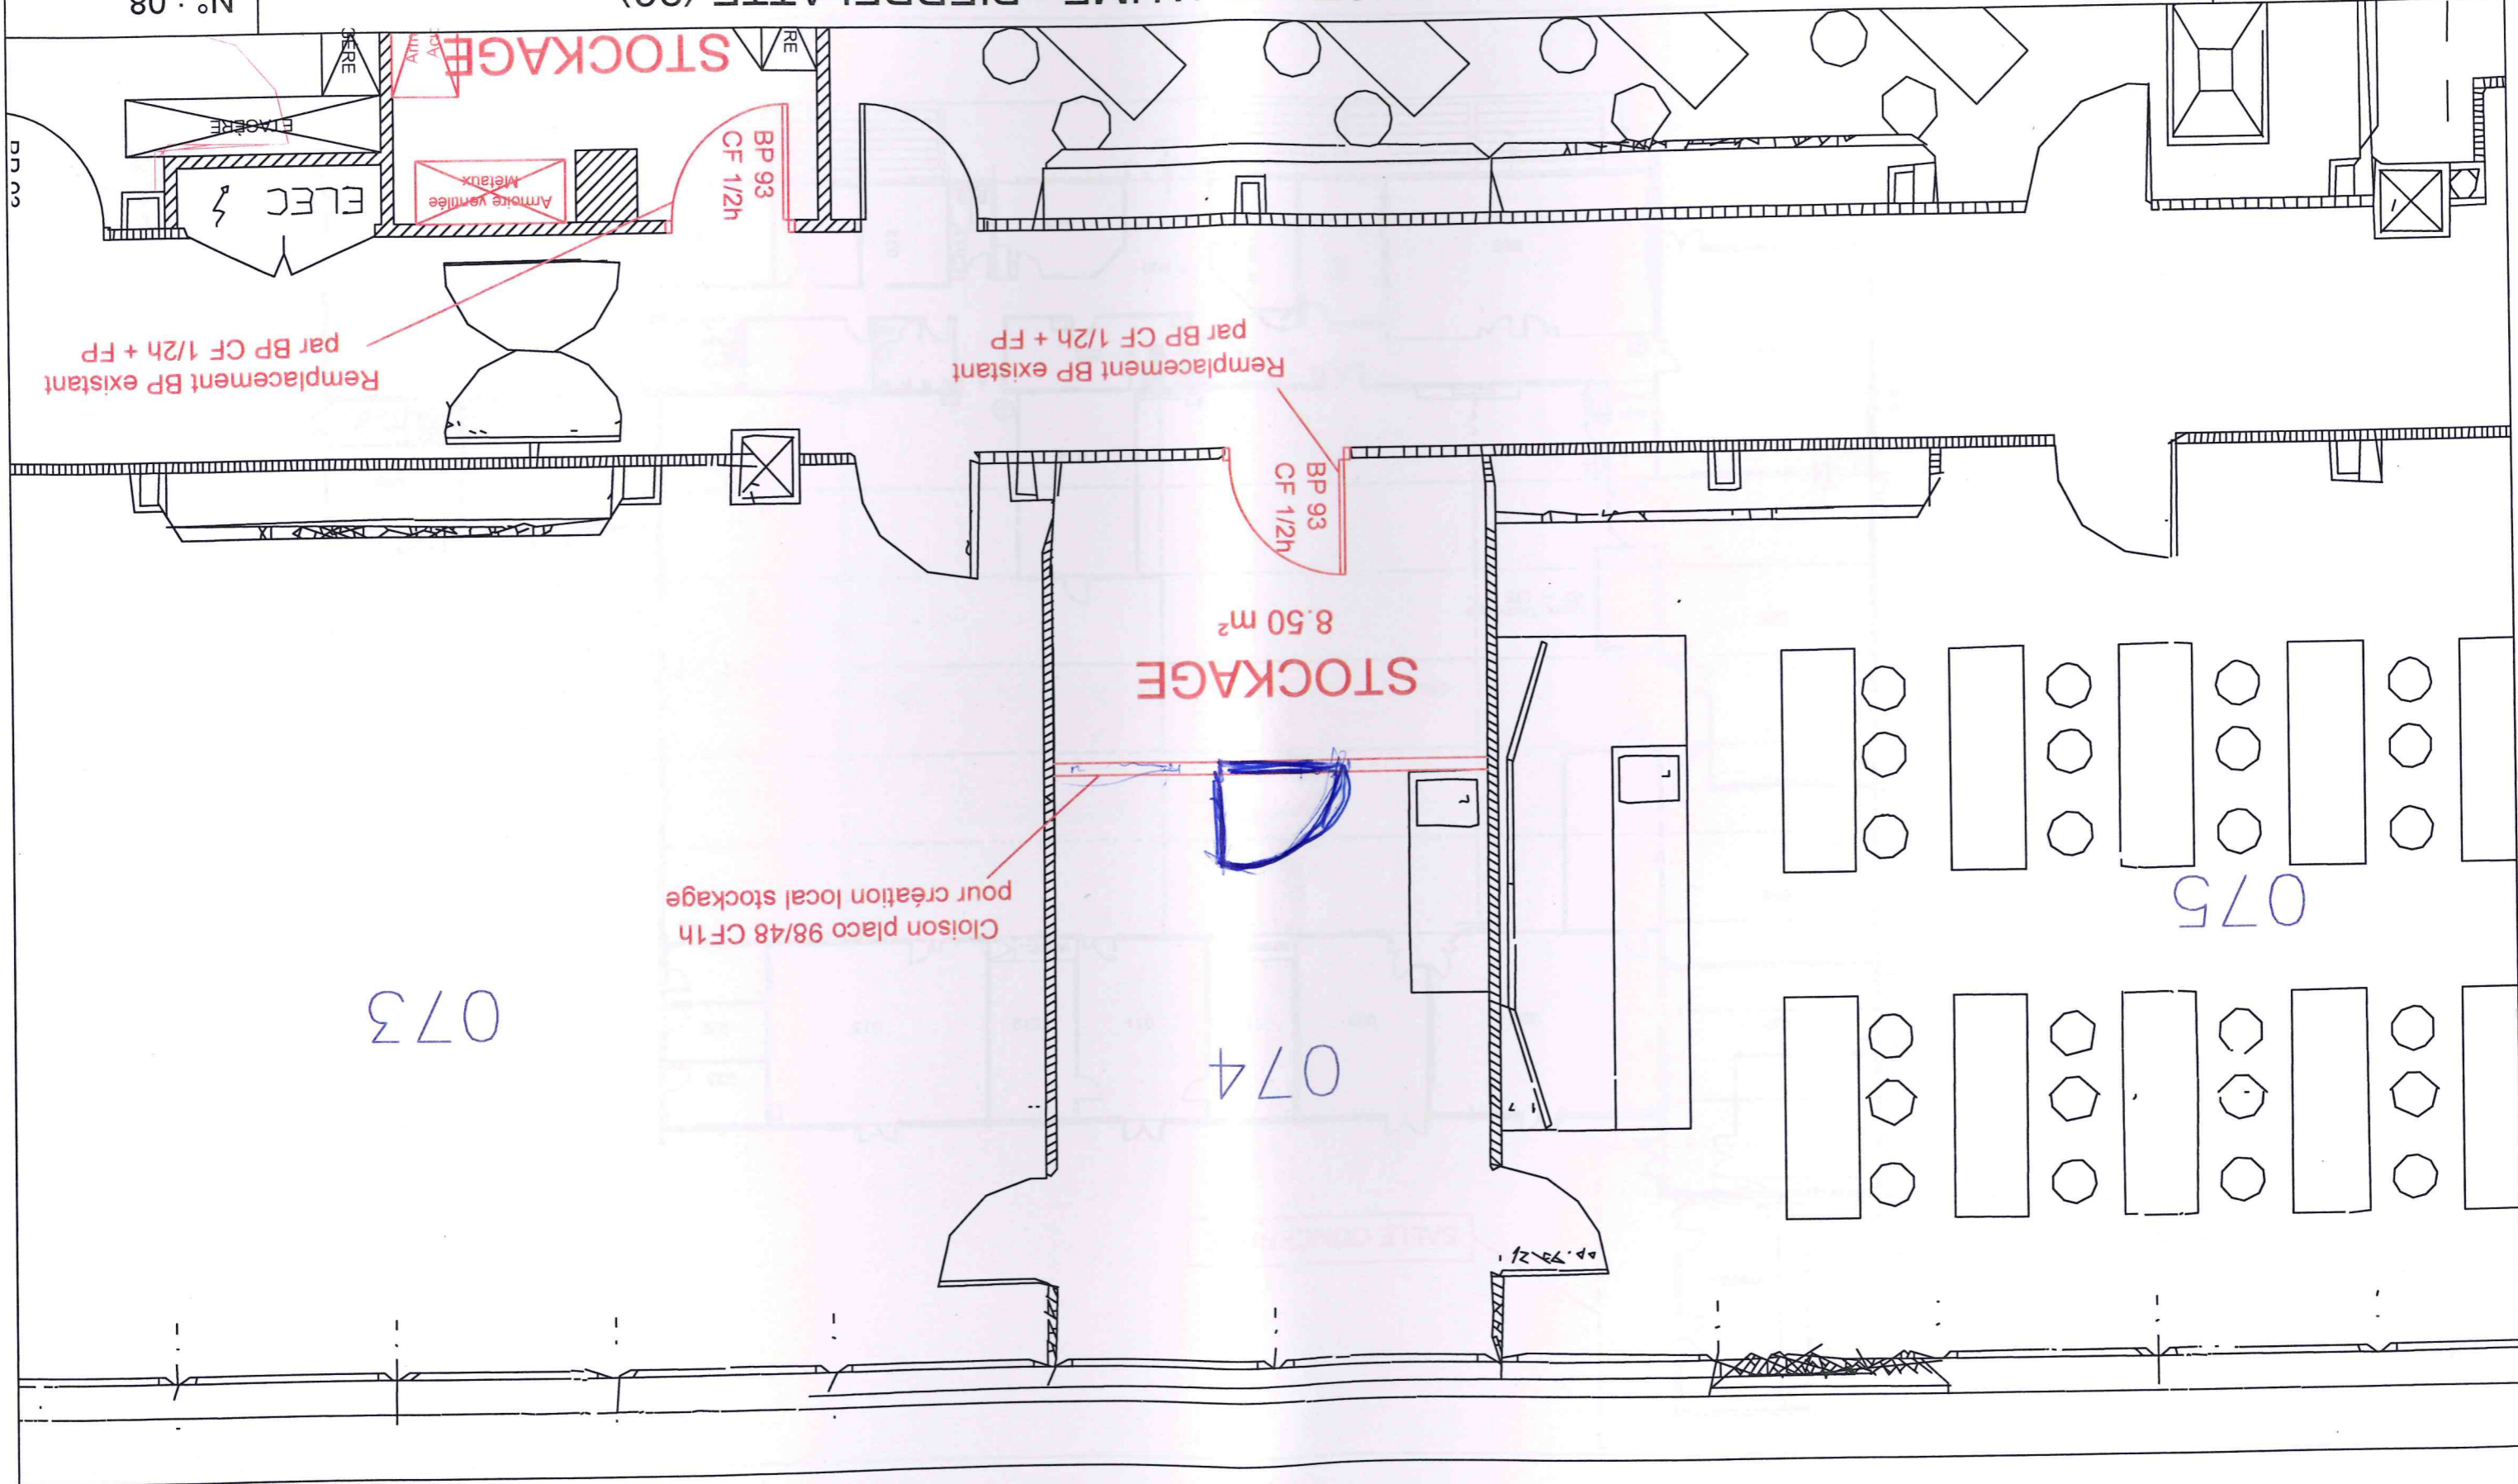 075
074
073
Cloison placo 98/48 CF1h
pour création local stockage
STOCKAGE
8.50 m²
BP 93
CF 1/2h
Remplacement BP existant
par BP CF 1/2h + FP
Remplacement BP existant
par BP CF 1/2h + FP
BP 93
CF 1/2h
Armoire ventilée
Métaux
ELEC
ETAGÈRE
STOCKAGE
PIERRELATTE
N° : 08